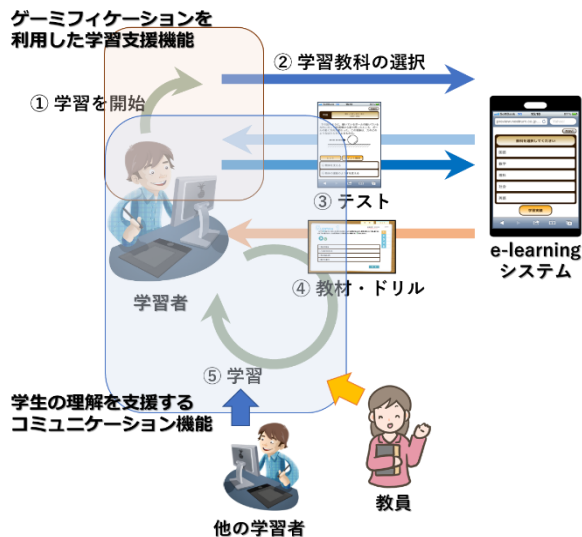 ゲーミフィケーションを
利用した学習支援機能
② 学習教科の選択
① 学習を開始
③ テスト
e-learning
システム
④ 教材・ドリル
学習者
⑤ 学習
学生の理解を支援する
コミュニケーション機能
教員
他の学習者